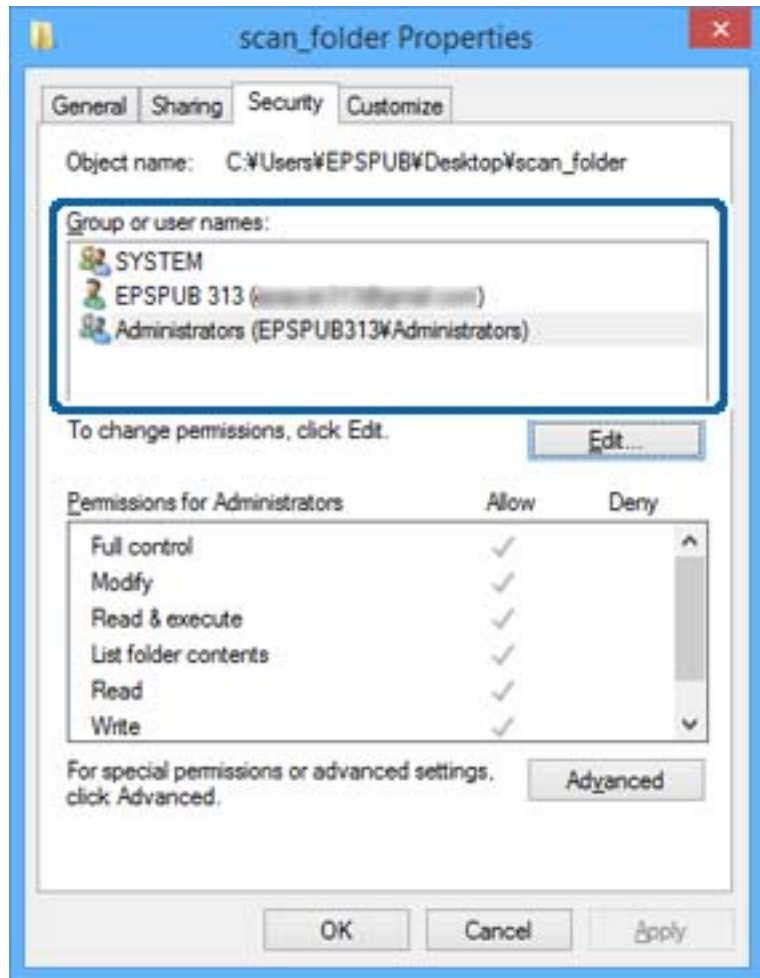 scan_folder Properties
General Sharing Security Customize
Object name: C:¥Users¥EPSPUB¥Desktop¥scan_folder
Group or user names:
SYSTEM
EPSPUB 313 ( )
Administrators (EPSPUB313¥Administrators)
To change permissions, click Edit.
Edit...
Permissions for Administrators Allow Deny
Full control
Modify
Read & execute
List folder contents
Read
Write
For special permissions or advanced settings,
click Advanced.
Advanced
OK Cancel Apply